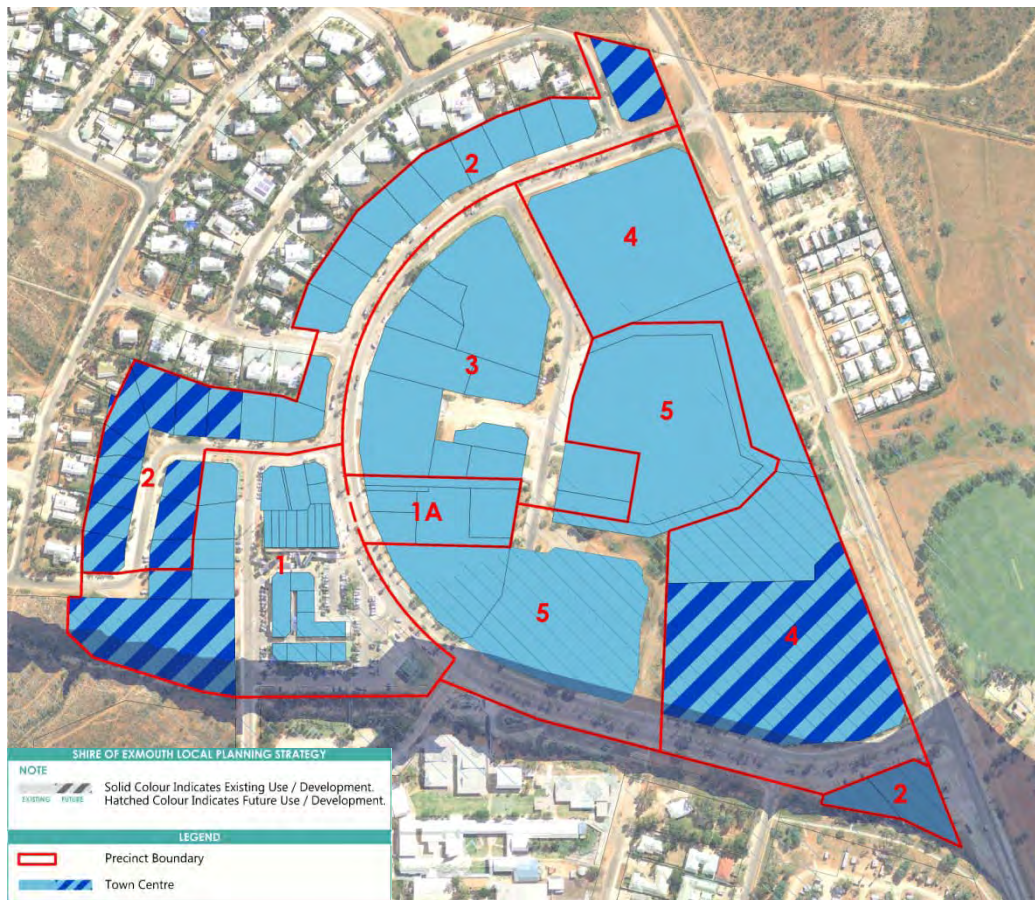 2
4
3
5
2
1A
1
5
4
2
SHIRE OF EXMOUTH LOCAL PLANNING STRATEGY
NOTE
EXISTING FUTURE
Solid Colour Indicates Existing Use / Development.
Hatched Colour Indicates Future Use / Development.
LEGEND
Precinct Boundary
Town Centre